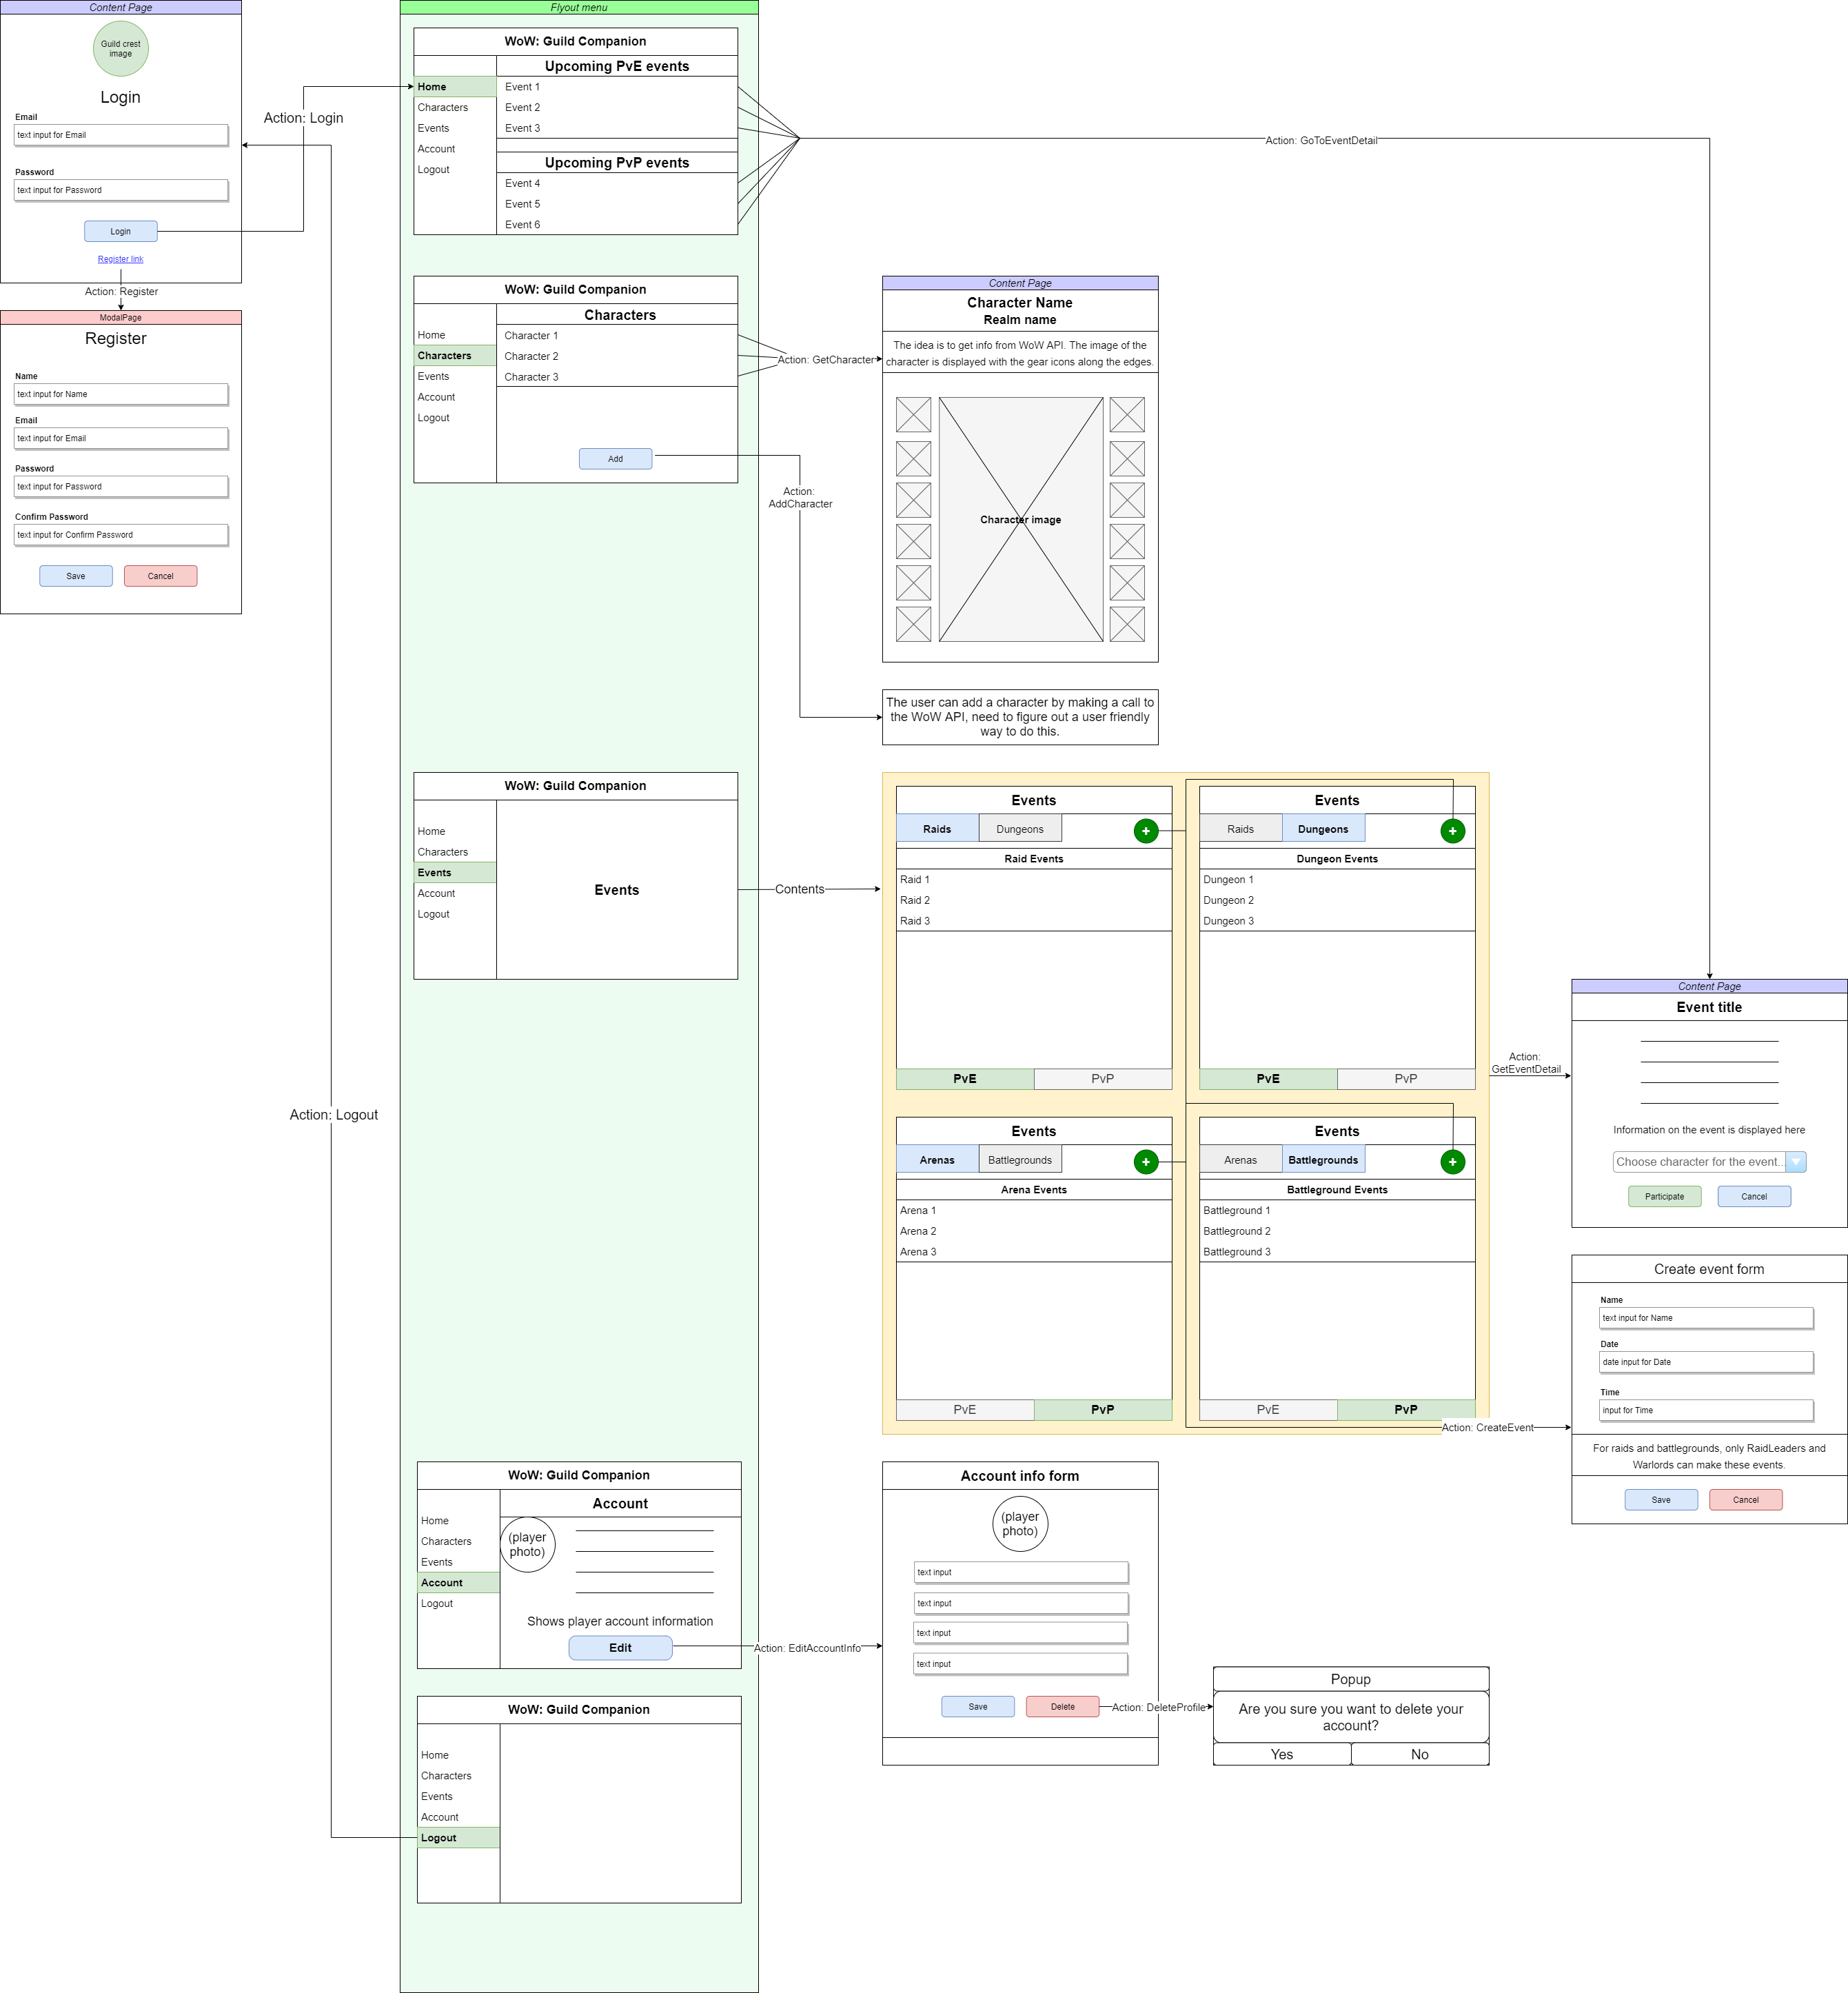 Content Page
Guild crest
image
Login
Email
text input for Email
Password
text input for Password
Login
Register link
Action: Register
ModalPage
Register
Name
text input for Name
Email
text input for Email
Password
text input for Password
Confirm Password
text input for Confirm Password
Save
Cancel
Action: Login
Action: Logout
Flyout menu
WoW: Guild Companion
Home
Characters
Events
Account
Logout
Upcoming PvE events
Event 1
Event 2
Event 3
Upcoming PvP events
Event 4
Event 5
Event 6
Action: GoToEventDetail
WoW: Guild Companion
Home
Characters
Events
Account
Logout
Characters
Character 1
Character 2
Character 3
Add
Action: GetCharacter
Action:
AddCharacter
Content Page
Character Name
Realm name
The idea is to get info from WoW API. The image of the
character is displayed with the gear icons along the edges.
Character image
The user can add a character by making a call to
the WoW API, need to figure out a user friendly
way to do this.
WoW: Guild Companion
Home
Characters
Events
Account
Logout
Events
Contents
Events
Raids
Dungeons
+
Raid Events
Raid 1
Raid 2
Raid 3
PvE
PvP
Events
Raids
Dungeons
+
Dungeon Events
Dungeon 1
Dungeon 2
Dungeon 3
PvE
PvP
Events
Arenas
Battlegrounds
+
Arena Events
Arena 1
Arena 2
Arena 3
PvE
PvP
Events
Arenas
Battlegrounds
+
Battleground Events
Battleground 1
Battleground 2
Battleground 3
PvE
PvP
Action:
GetEventDetail
Action: CreateEvent
Content Page
Event title
Information on the event is displayed here
Choose character for the event...
Participate
Cancel
Create event form
Name
text input for Name
Date
date input for Date
Time
input for Time
For raids and battlegrounds, only RaidLeaders and
Warlords can make these events.
Save
Cancel
WoW: Guild Companion
Home
Characters
Events
Account
Logout
Account
(player
photo)
Shows player account information
Edit
Action: EditAccountInfo
Account info form
(player
photo)
text input
text input
text input
text input
Save
Delete
Action: DeleteProfile
Popup
Are you sure you want to delete your
account?
Yes
No
WoW: Guild Companion
Home
Characters
Events
Account
Logout